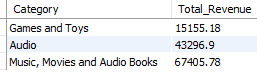 Category Total_Revenue
Games and Toys 15155.18
Audio 43296.9
Music, Movies and Audio Books 67405.78